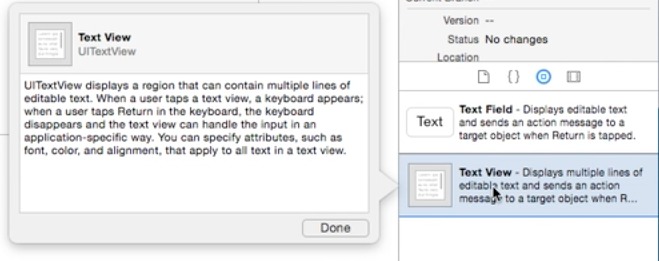 Text View
UITextView
UITextView displays a region that can contain multiple lines of
editable text. When a user taps a text view, a keyboard appears;
when a user taps Return in the keyboard, the keyboard
disappears and the text view can handle the input in an
application-specific way. You can specify attributes, such as
font, color, and alignment, that apply to all text in a text view.
Done
Current Branch
Version --
Status No changes
Location
{}
Text
Text Field - Displays editable text
and sends an action message to a
target object when Return is tapped.
Text View - Displays multiple lines of
editable text and sends an action
message to a target object when R...